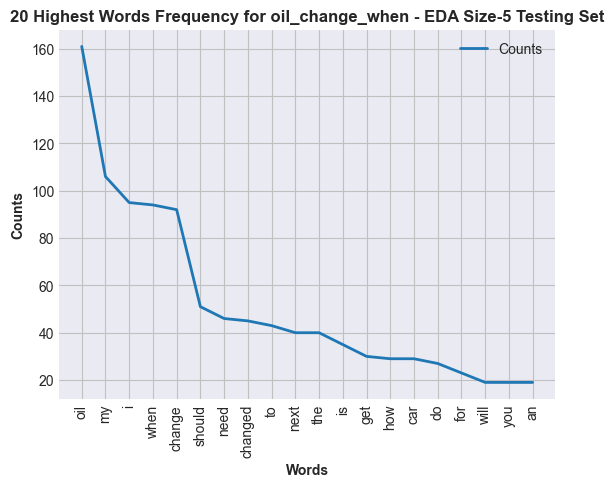 20 Highest Words Frequency for oil_change_when - EDA Size-5 Testing Set
Counts
160
140
120
100
80
60
40
20
Counts
oil
my
i
when
change
should
need
changed
to
next
the
is
get
how
car
do
for
will
you
an
Words